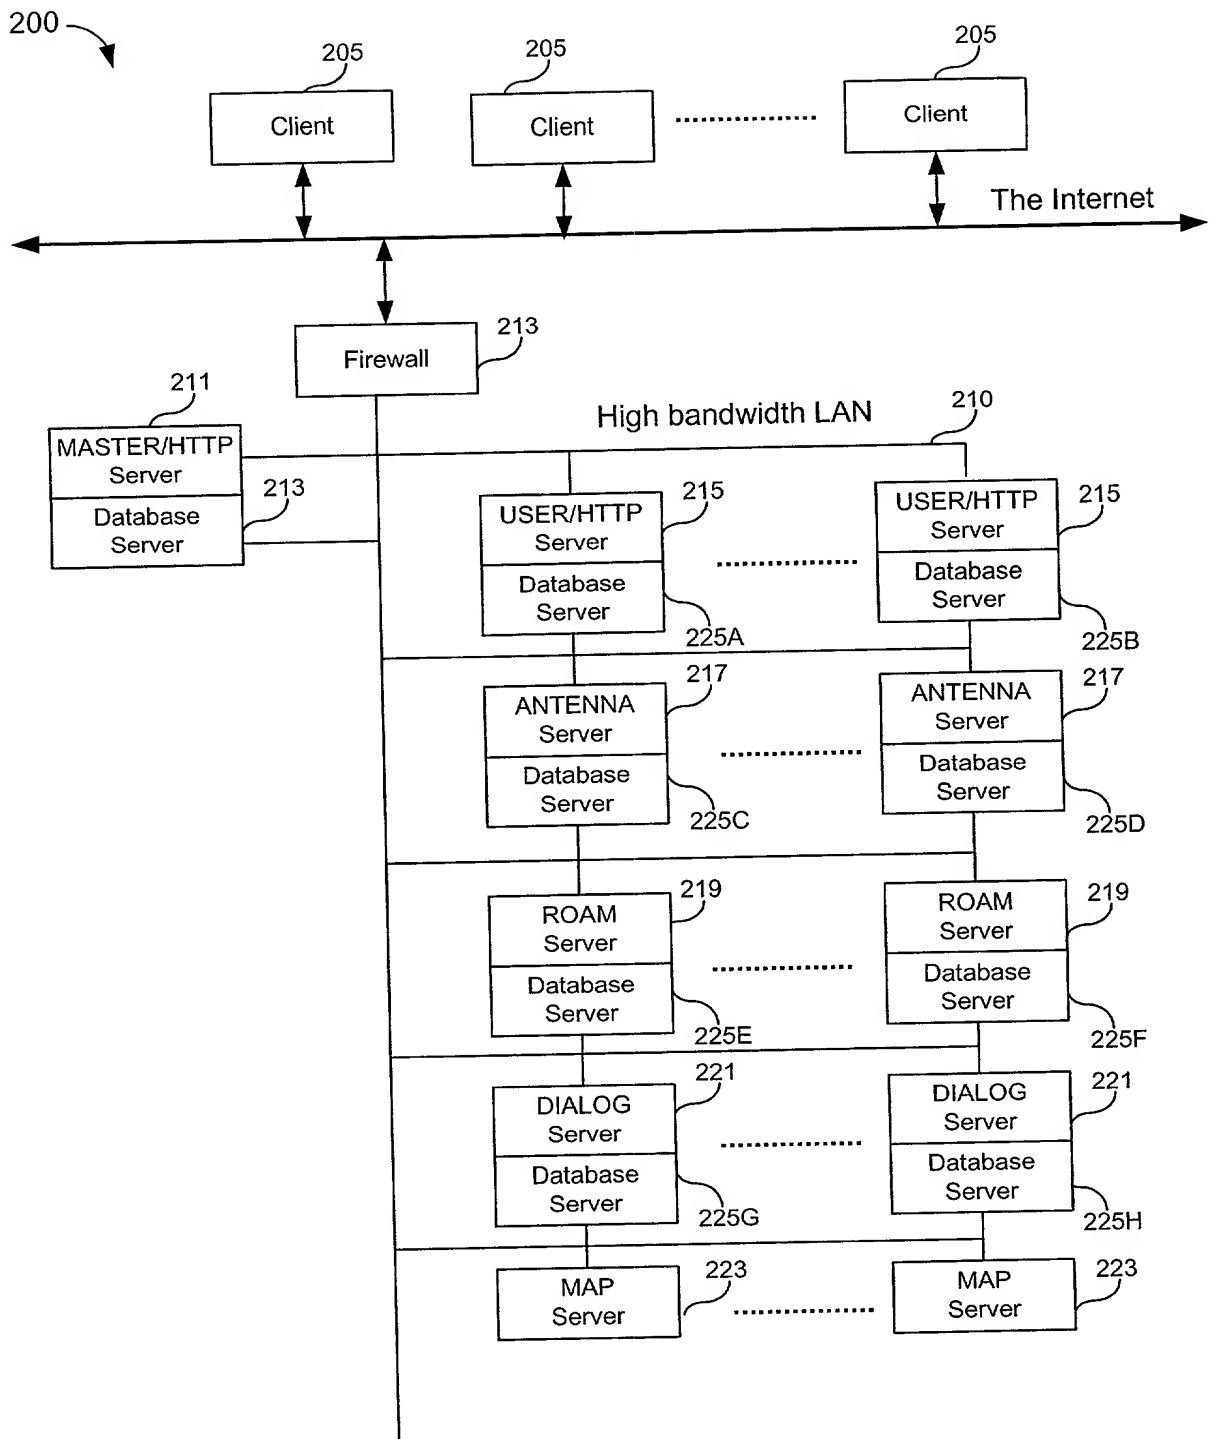 200
205
205
205
Client
Client
Client
The Internet
213
Firewall
211
High bandwidth LAN
210
MASTER/HTTP
Server
213
Database
Server
215
USER/HTTP
Server
Database
Server
225A
215
USER/HTTP
Server
Database
Server
225B
217
ANTENNA
Server
Database
Server
225C
217
ANTENNA
Server
Database
Server
225D
219
ROAM
Server
Database
Server
225E
219
ROAM
Server
Database
Server
225F
221
DIALOG
Server
Database
Server
225G
221
DIALOG
Server
Database
Server
225H
223
MAP
Server
223
MAP
Server